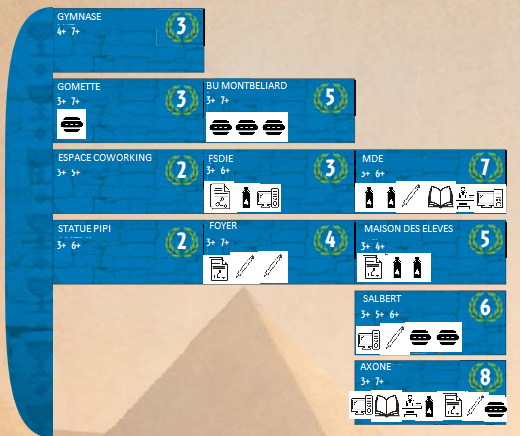 GYMNASE
3
4+ 7+
GOMETTE
3
3+ 7+
BU MONTBELIARD
5
3+ 7+
ESPACE COWORKING
2
3+ 5+
FSDIE
3
3+ 6+
MDE
7
3+ 6+
STATUE PIPI
2
3+ 6+
FOYER
4
3+ 7+
MAISON DES ELEVES
5
3+ 4+
SALBERT
6
3+ 5+ 6+
AXONE
8
3+ 7+